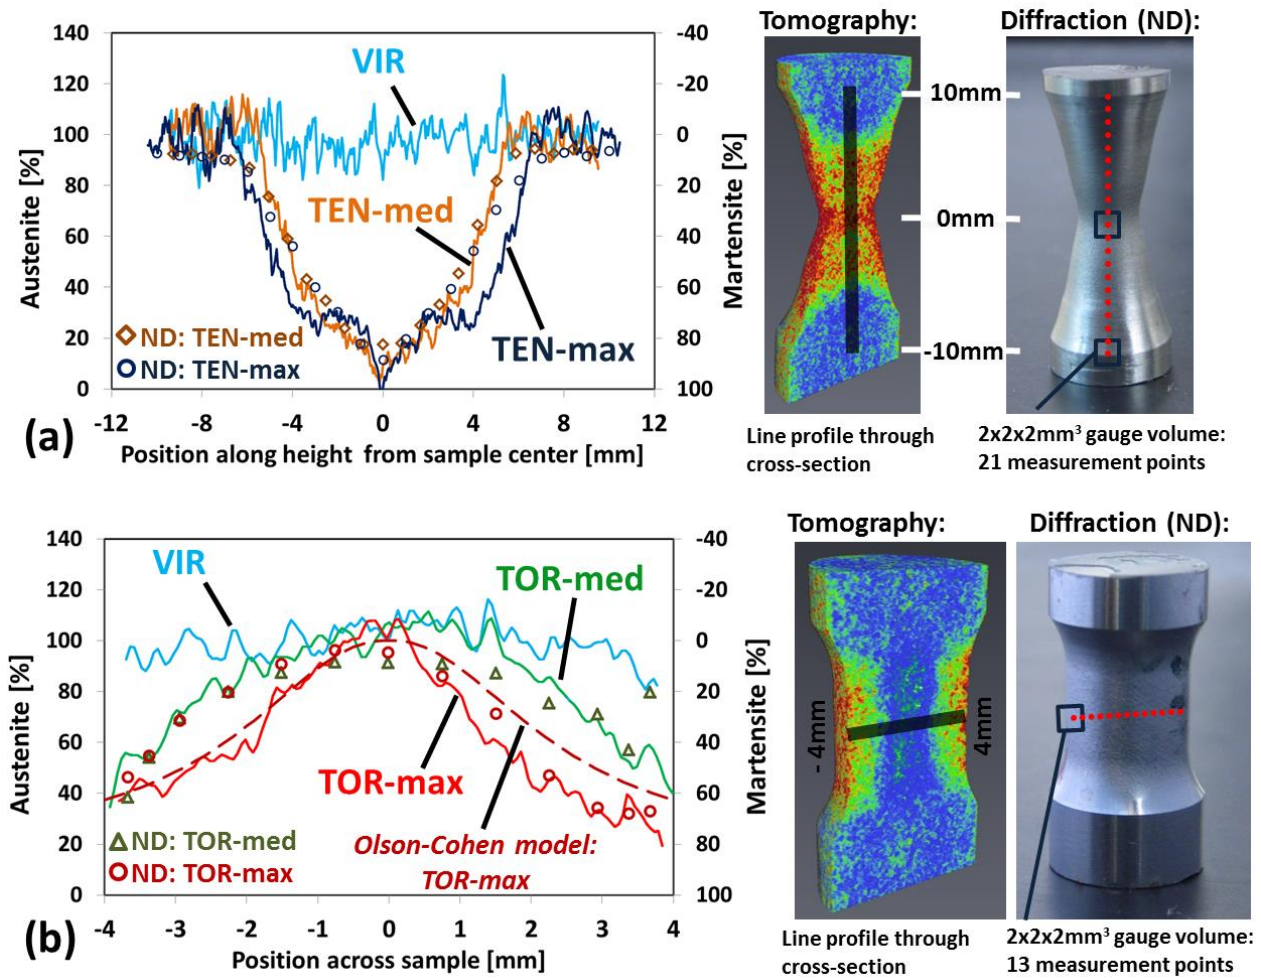 140
120
100
80
60
40
20
0
Austenite [%]
-40
-20
0
20
40
60
80
100
Martensite [%]
VIR
TEN-med
TEN-max
ND: TEN-med
ND: TEN-max
-12 -8 -4 0 4 8 12
Position along height from sample center [mm]
(a)
Tomography:
Diffraction (ND):
10mm
0mm
-10mm
Line profile through
cross-section
2x2x2mm³ gauge volume:
21 measurement points
140
120
100
80
60
40
20
0
Austenite [%]
-40
-20
0
20
40
60
80
100
Martensite [%]
VIR
TOR-med
TOR-max
Olson-Cohen model:
TOR-max
ND: TOR-med
ND: TOR-max
-4 -3 -2 -1 0 1 2 3 4
Position across sample [mm]
(b)
Tomography:
Diffraction (ND):
- 4mm
4mm
Line profile through
cross-section
2x2x2mm³ gauge volume:
13 measurement points